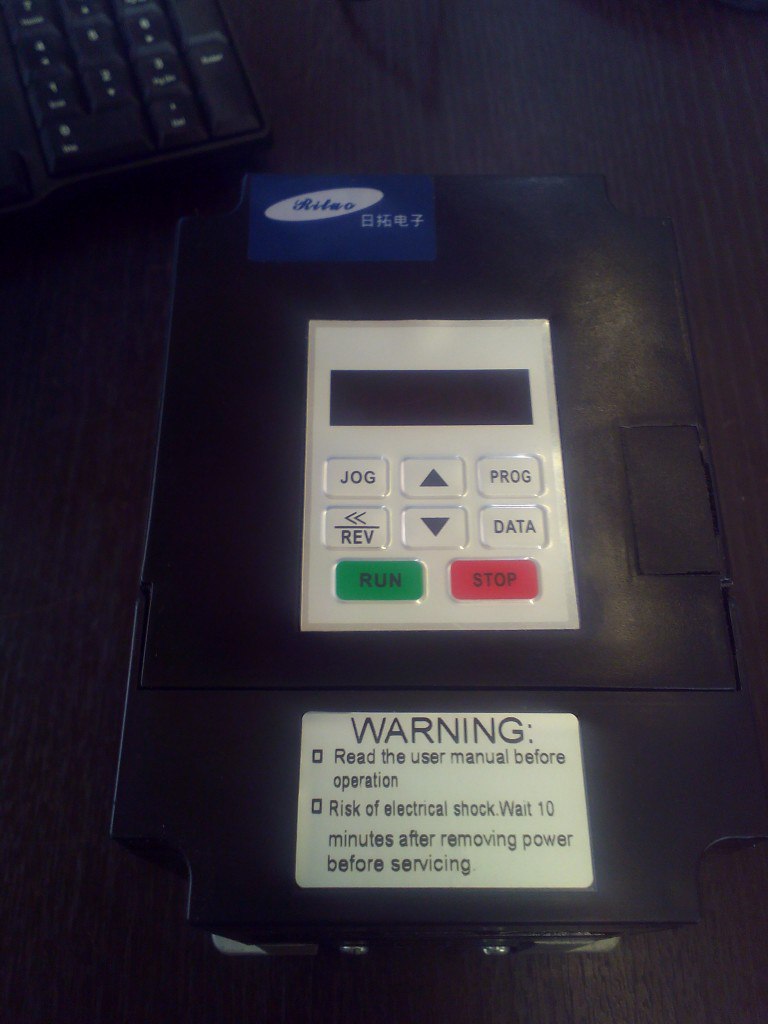 Rituo
日拓电子
JOG ▲ PROG
≪
REV ▼ DATA
RUN STOP
WARNING:
Read the user manual before
operation
Risk of electrical shock.Wait 10
minutes after removing power
before servicing.